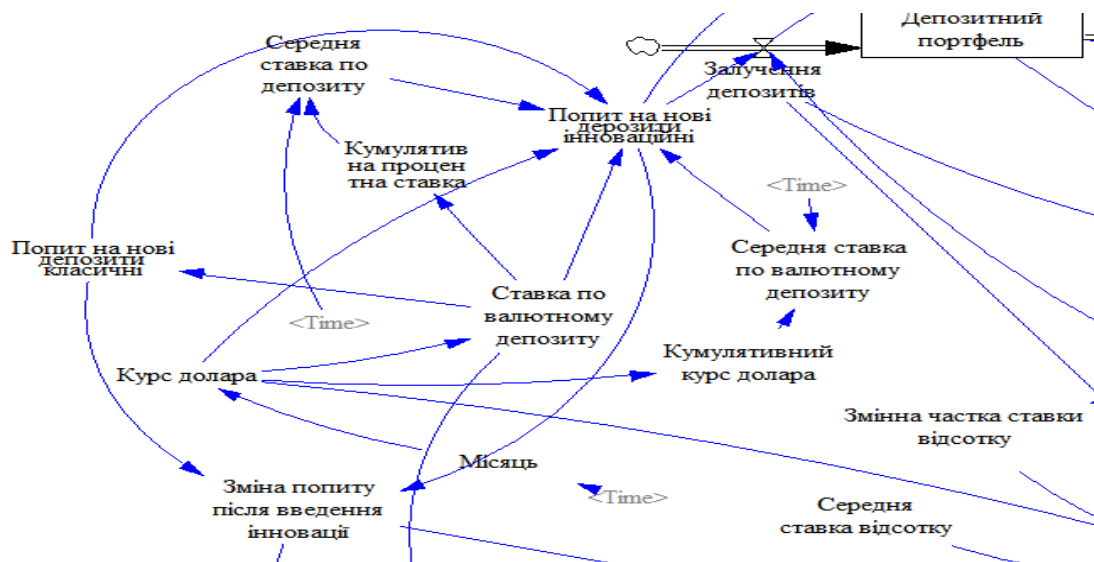 Депозитний
портфель
Середня
ставка по
депозиту
Залучення
депозитів
Попит на нові
дерозити
інноваційні
Кумулятив
на процен
тна ставка
<Time>
Попит на нові
депозити
класичні
Середня ставка
по валютному
депозиту
Ставка по
валютному
депозиту
<Time>
Кумулятивний
курс долара
Курс долара
Змінна частка ставки
відсотку
Місяць
Зміна попиту
після введення
інновації
<Time>
Середня
ставка відсотку